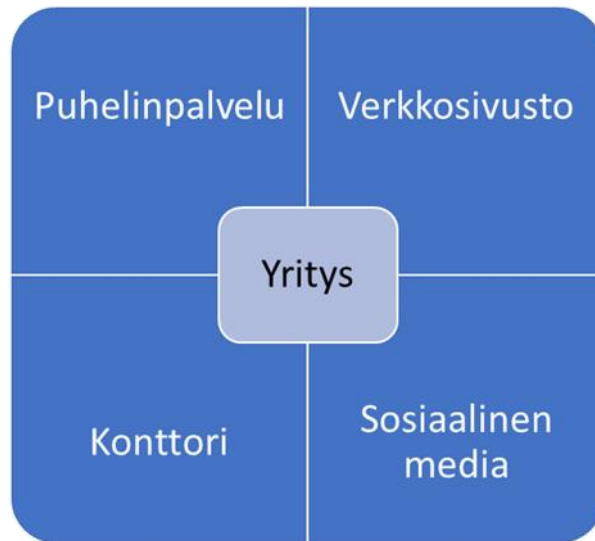 Puhelinpalvelu
Verkkosivusto
Yritys
Konttori
Sosiaalinen
media